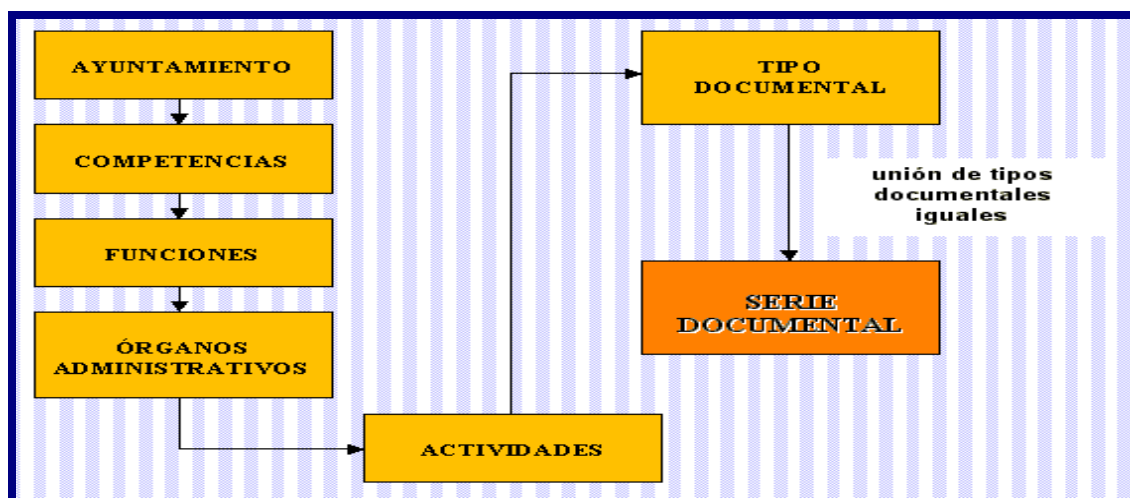 AYUNTAMIENTO
COMPETENCIAS
FUNCIONES
ÓRGANOS
ADMINISTRATIVOS
ACTIVIDADES
TIPO
DOCUMENTAL
unión de tipos
documentales
iguales
SERIE
DOCUMENTAL